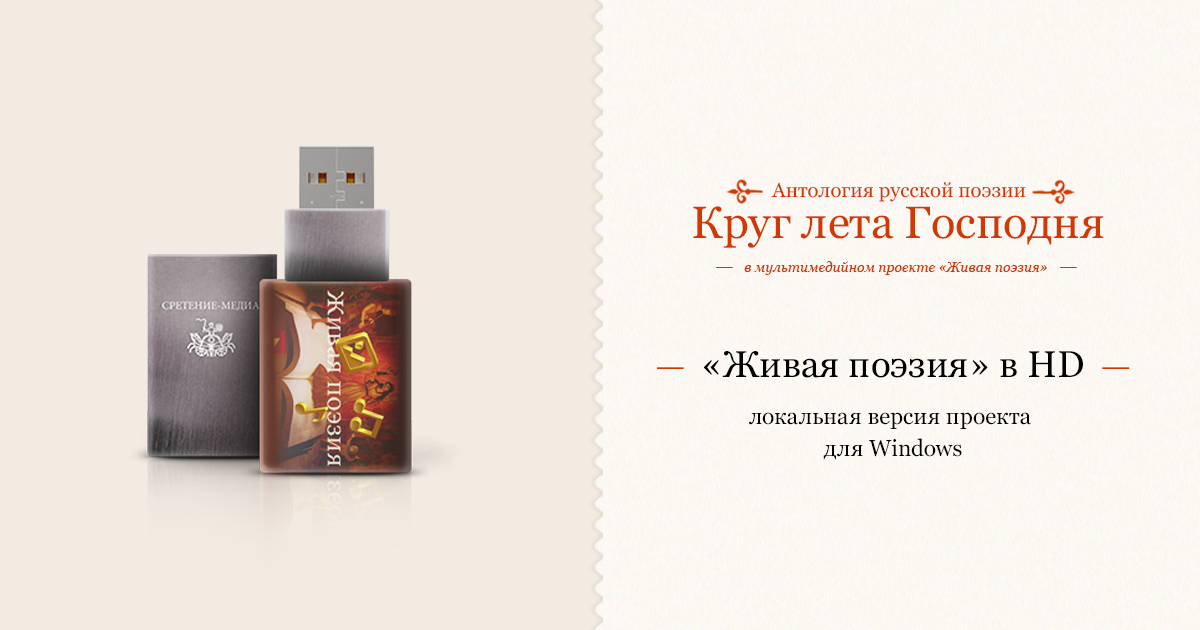 СРЕТЕНИЕ-МЕДИА
ЖИВАЯ ПОЭЗИЯ
Антология русской поэзии
Круг лета Господня
в мультимедийном проекте «Живая поэзия»
«Живая поэзия» в HD
локальная версия проекта
для Windows